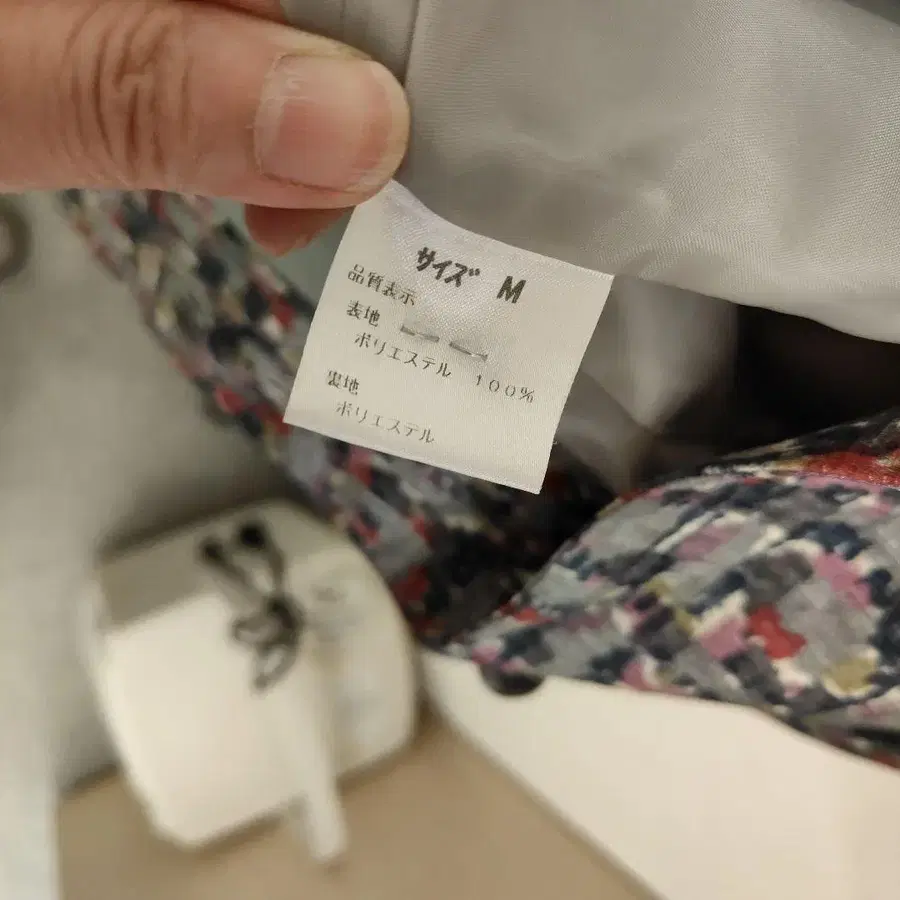 サイズ M
品質表示
表地
ポリエステル 100%
裏地
ポリエステル